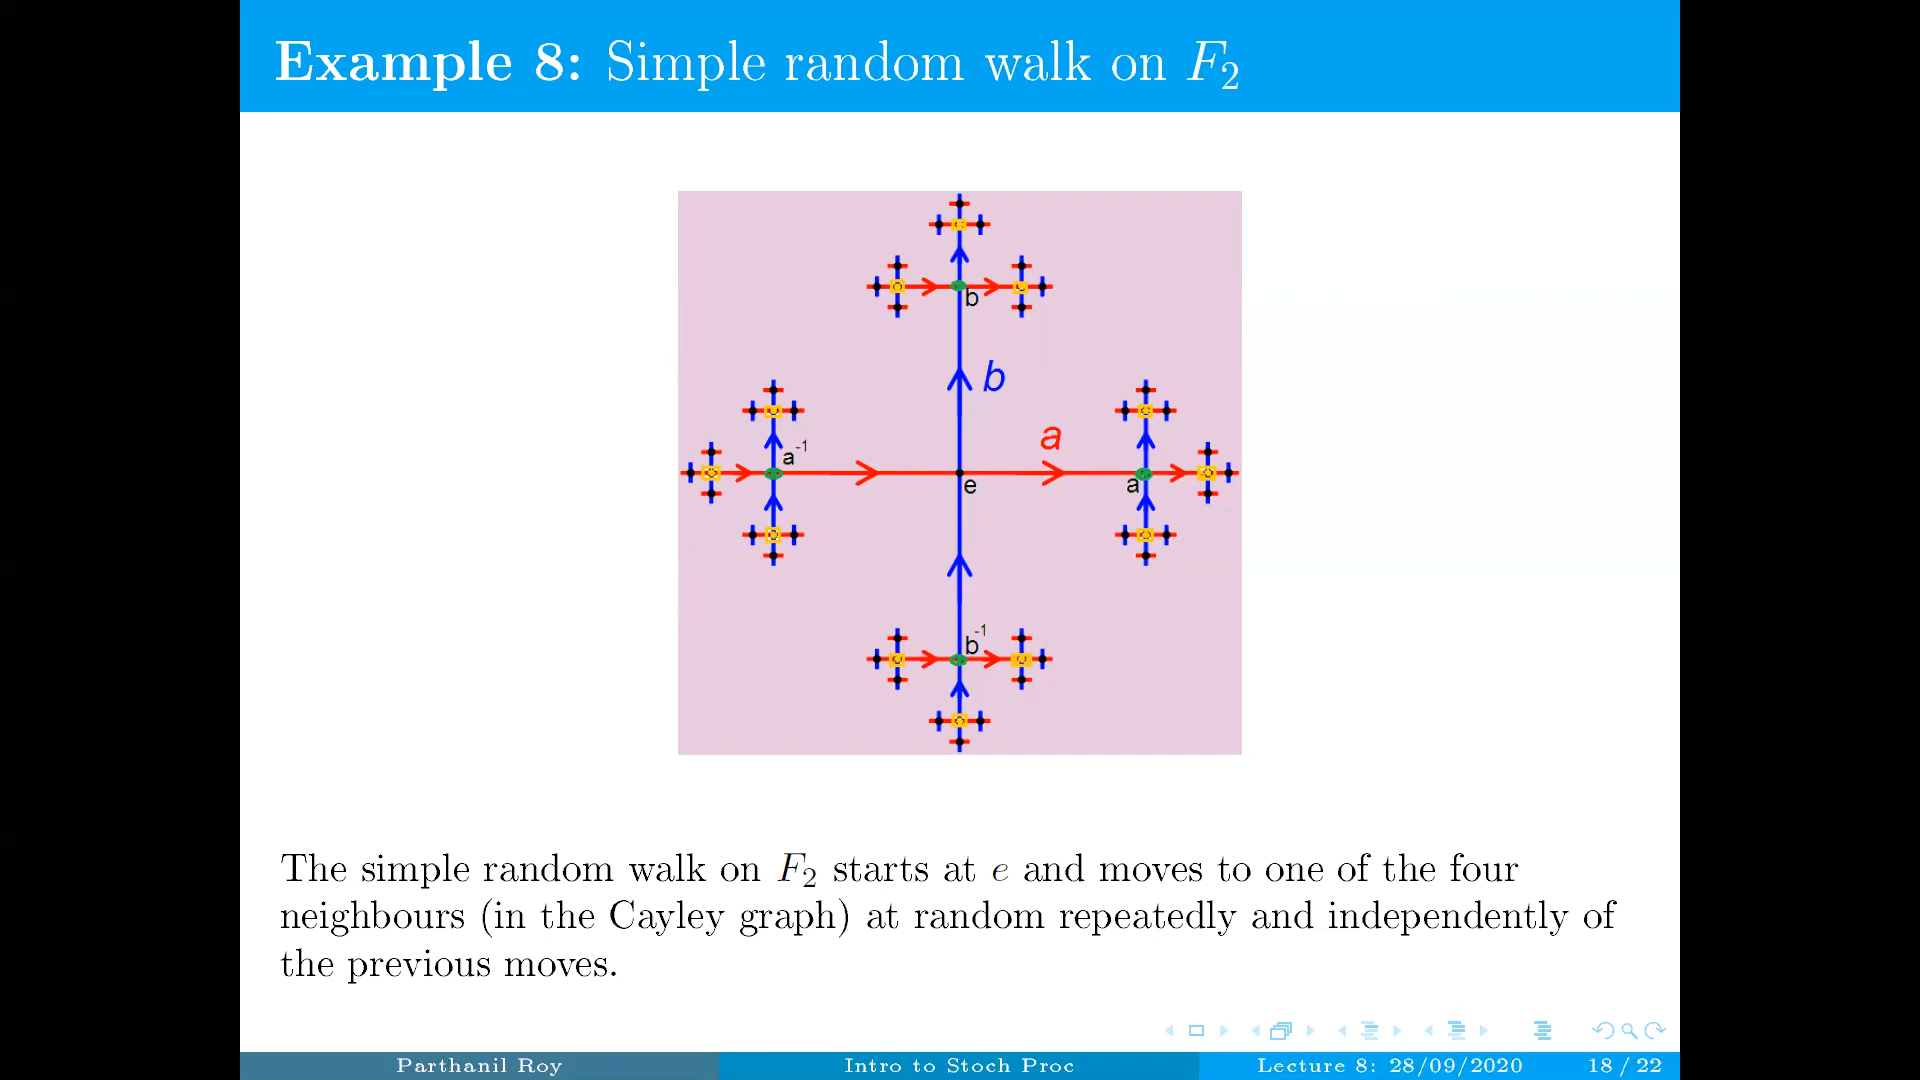 Example 8: Simple random walk on F₂
b
b
a
a⁻¹
e
a
b⁻¹
The simple random walk on F₂ starts at e and moves to one of the four
neighbours (in the Cayley graph) at random repeatedly and independently of
the previous moves.
Parthanil Roy Intro to Stoch Proc Lecture 8: 28/09/2020 18 / 22